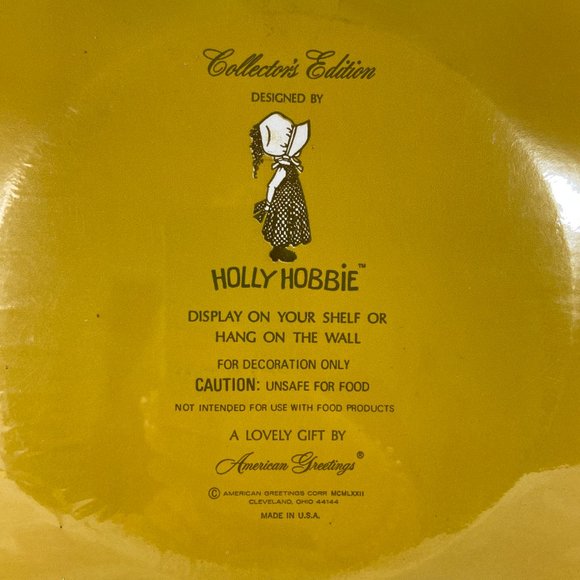 Collector's Edition
DESIGNED BY
HOLLY HOBBiE™
DISPLAY ON YOUR SHELF OR
HANG ON THE WALL
FOR DECORATION ONLY
CAUTION: UNSAFE FOR FOOD
NOT INTENDED FOR USE WITH FOOD PRODUCTS
A LOVELY GIFT BY
American Greetings®
© AMERICAN GREETINGS CORP. MCMLXXII
CLEVELAND, OHIO 44144
MADE IN U.S.A.